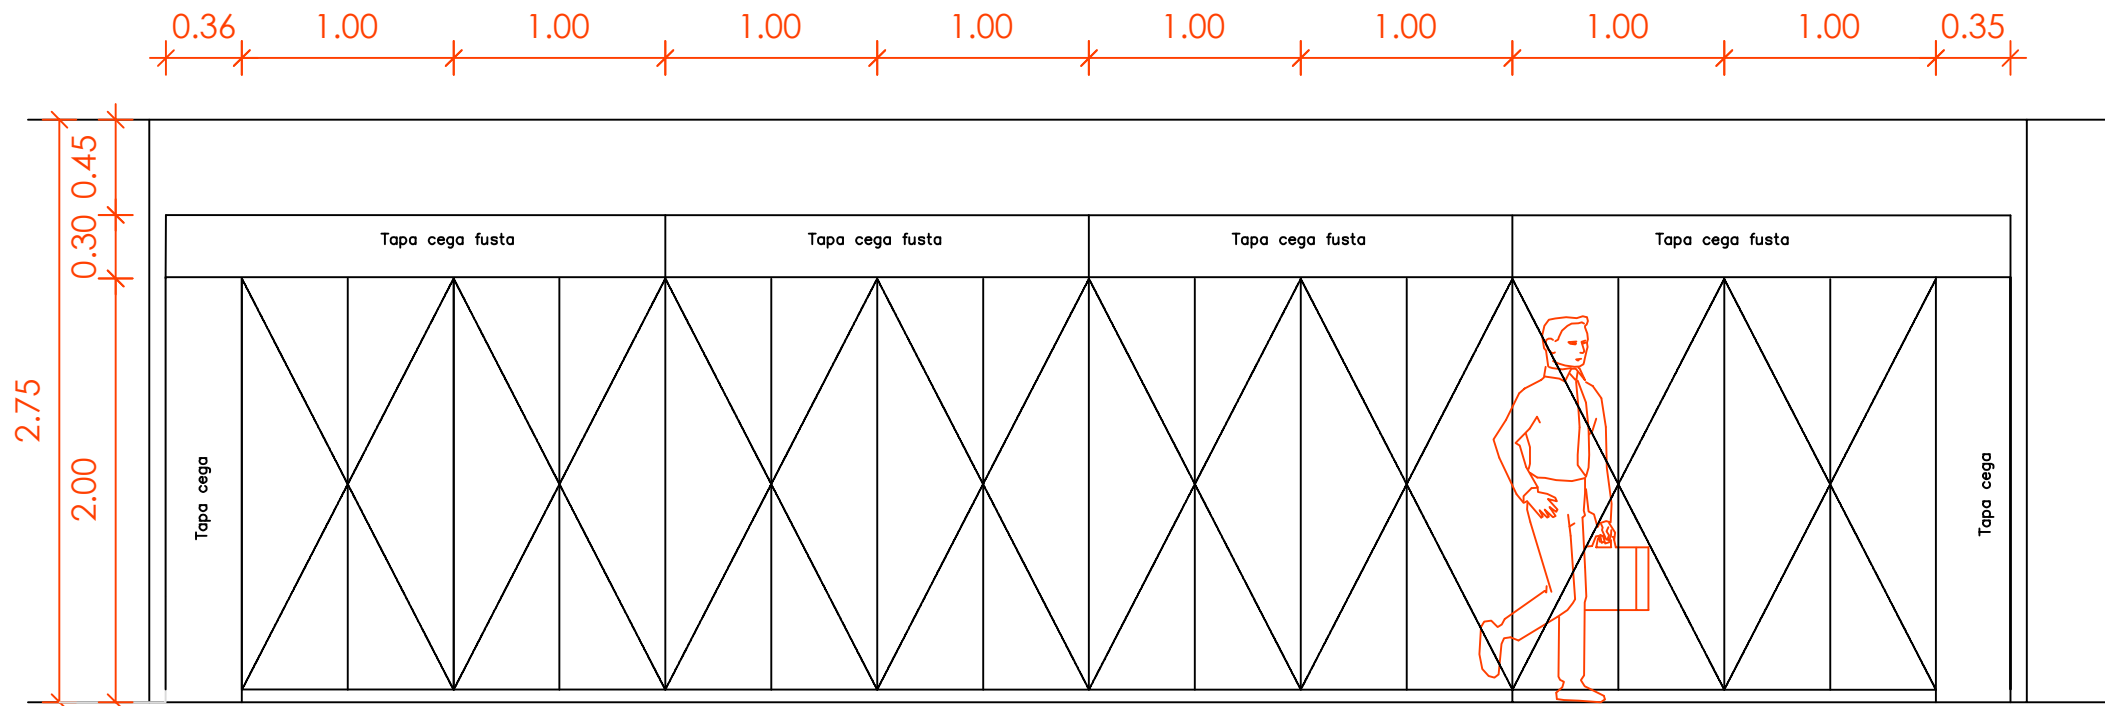 0.36 1.00 1.00 1.00 1.00 1.00 1.00 1.00 1.00 0.35
0.45
0.30
2.75
2.00
Tapa cega fusta Tapa cega fusta Tapa cega fusta Tapa cega fusta
Tapa cega
Tapa cega